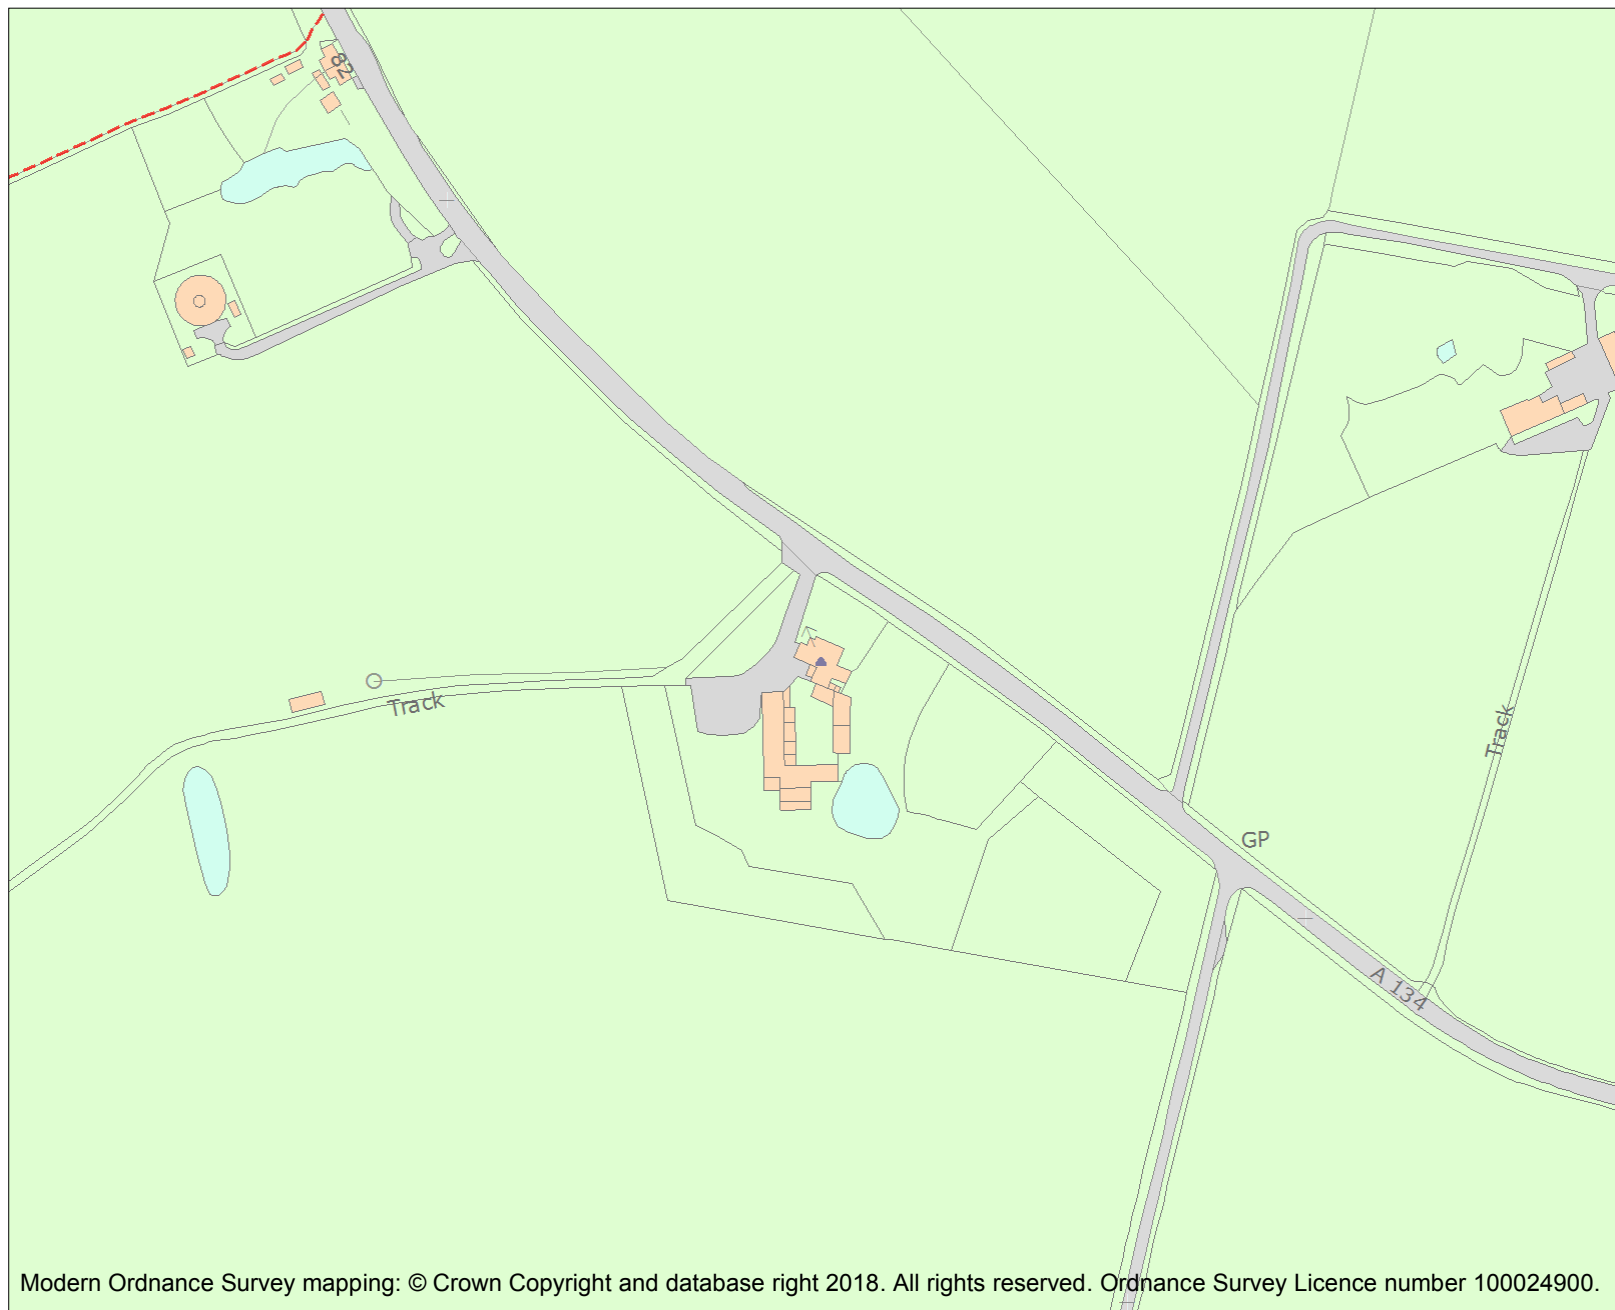 82
Track
Track
GP
A 134
Modern Ordnance Survey mapping: © Crown Copyright and database right 2018. All rights reserved. Ordnance Survey Licence number 100024900.